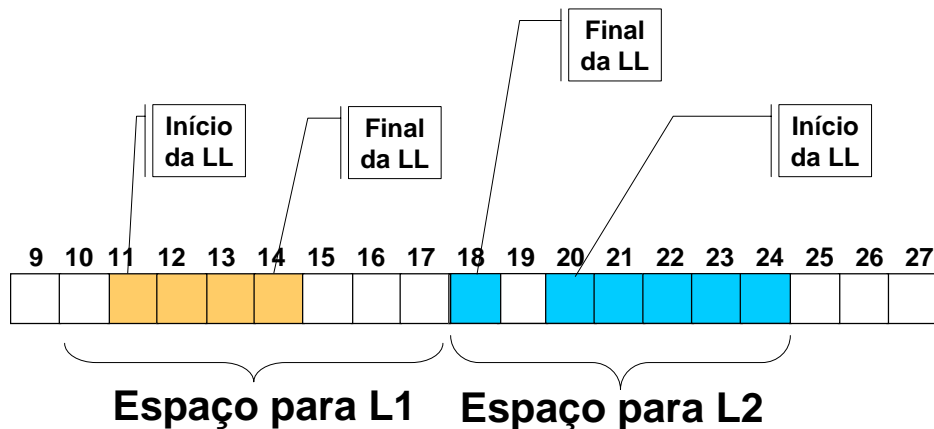 Final
da LL
Início
da LL
Final
da LL
Início
da LL
9 10 11 12 13 14 15 16 17 18 19 20 21 22 23 24 25 26 27
Espaço para L1 Espaço para L2